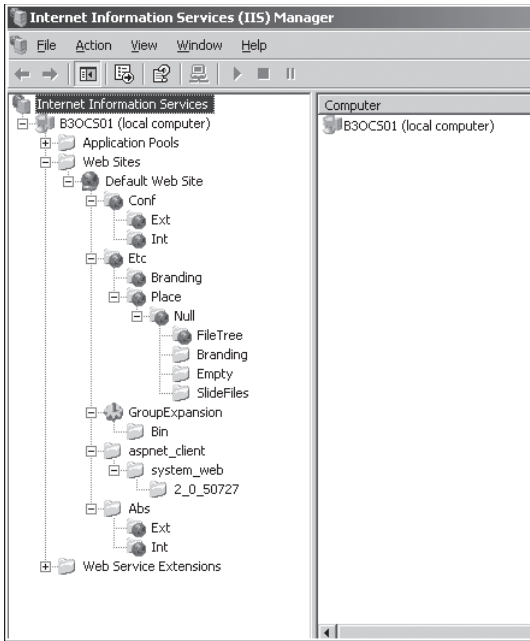 Internet Information Services (IIS) Manager
File Action View Window Help
Internet Information Services
B3OCS01 (local computer)
Application Pools
Web Sites
Default Web Site
Conf
Ext
Int
Etc
Branding
Place
Null
FileTree
Branding
Empty
SlideFiles
GroupExpansion
Bin
aspnet_client
system_web
2_0_50727
Abs
Ext
Int
Web Service Extensions
Computer
B3OCS01 (local computer)